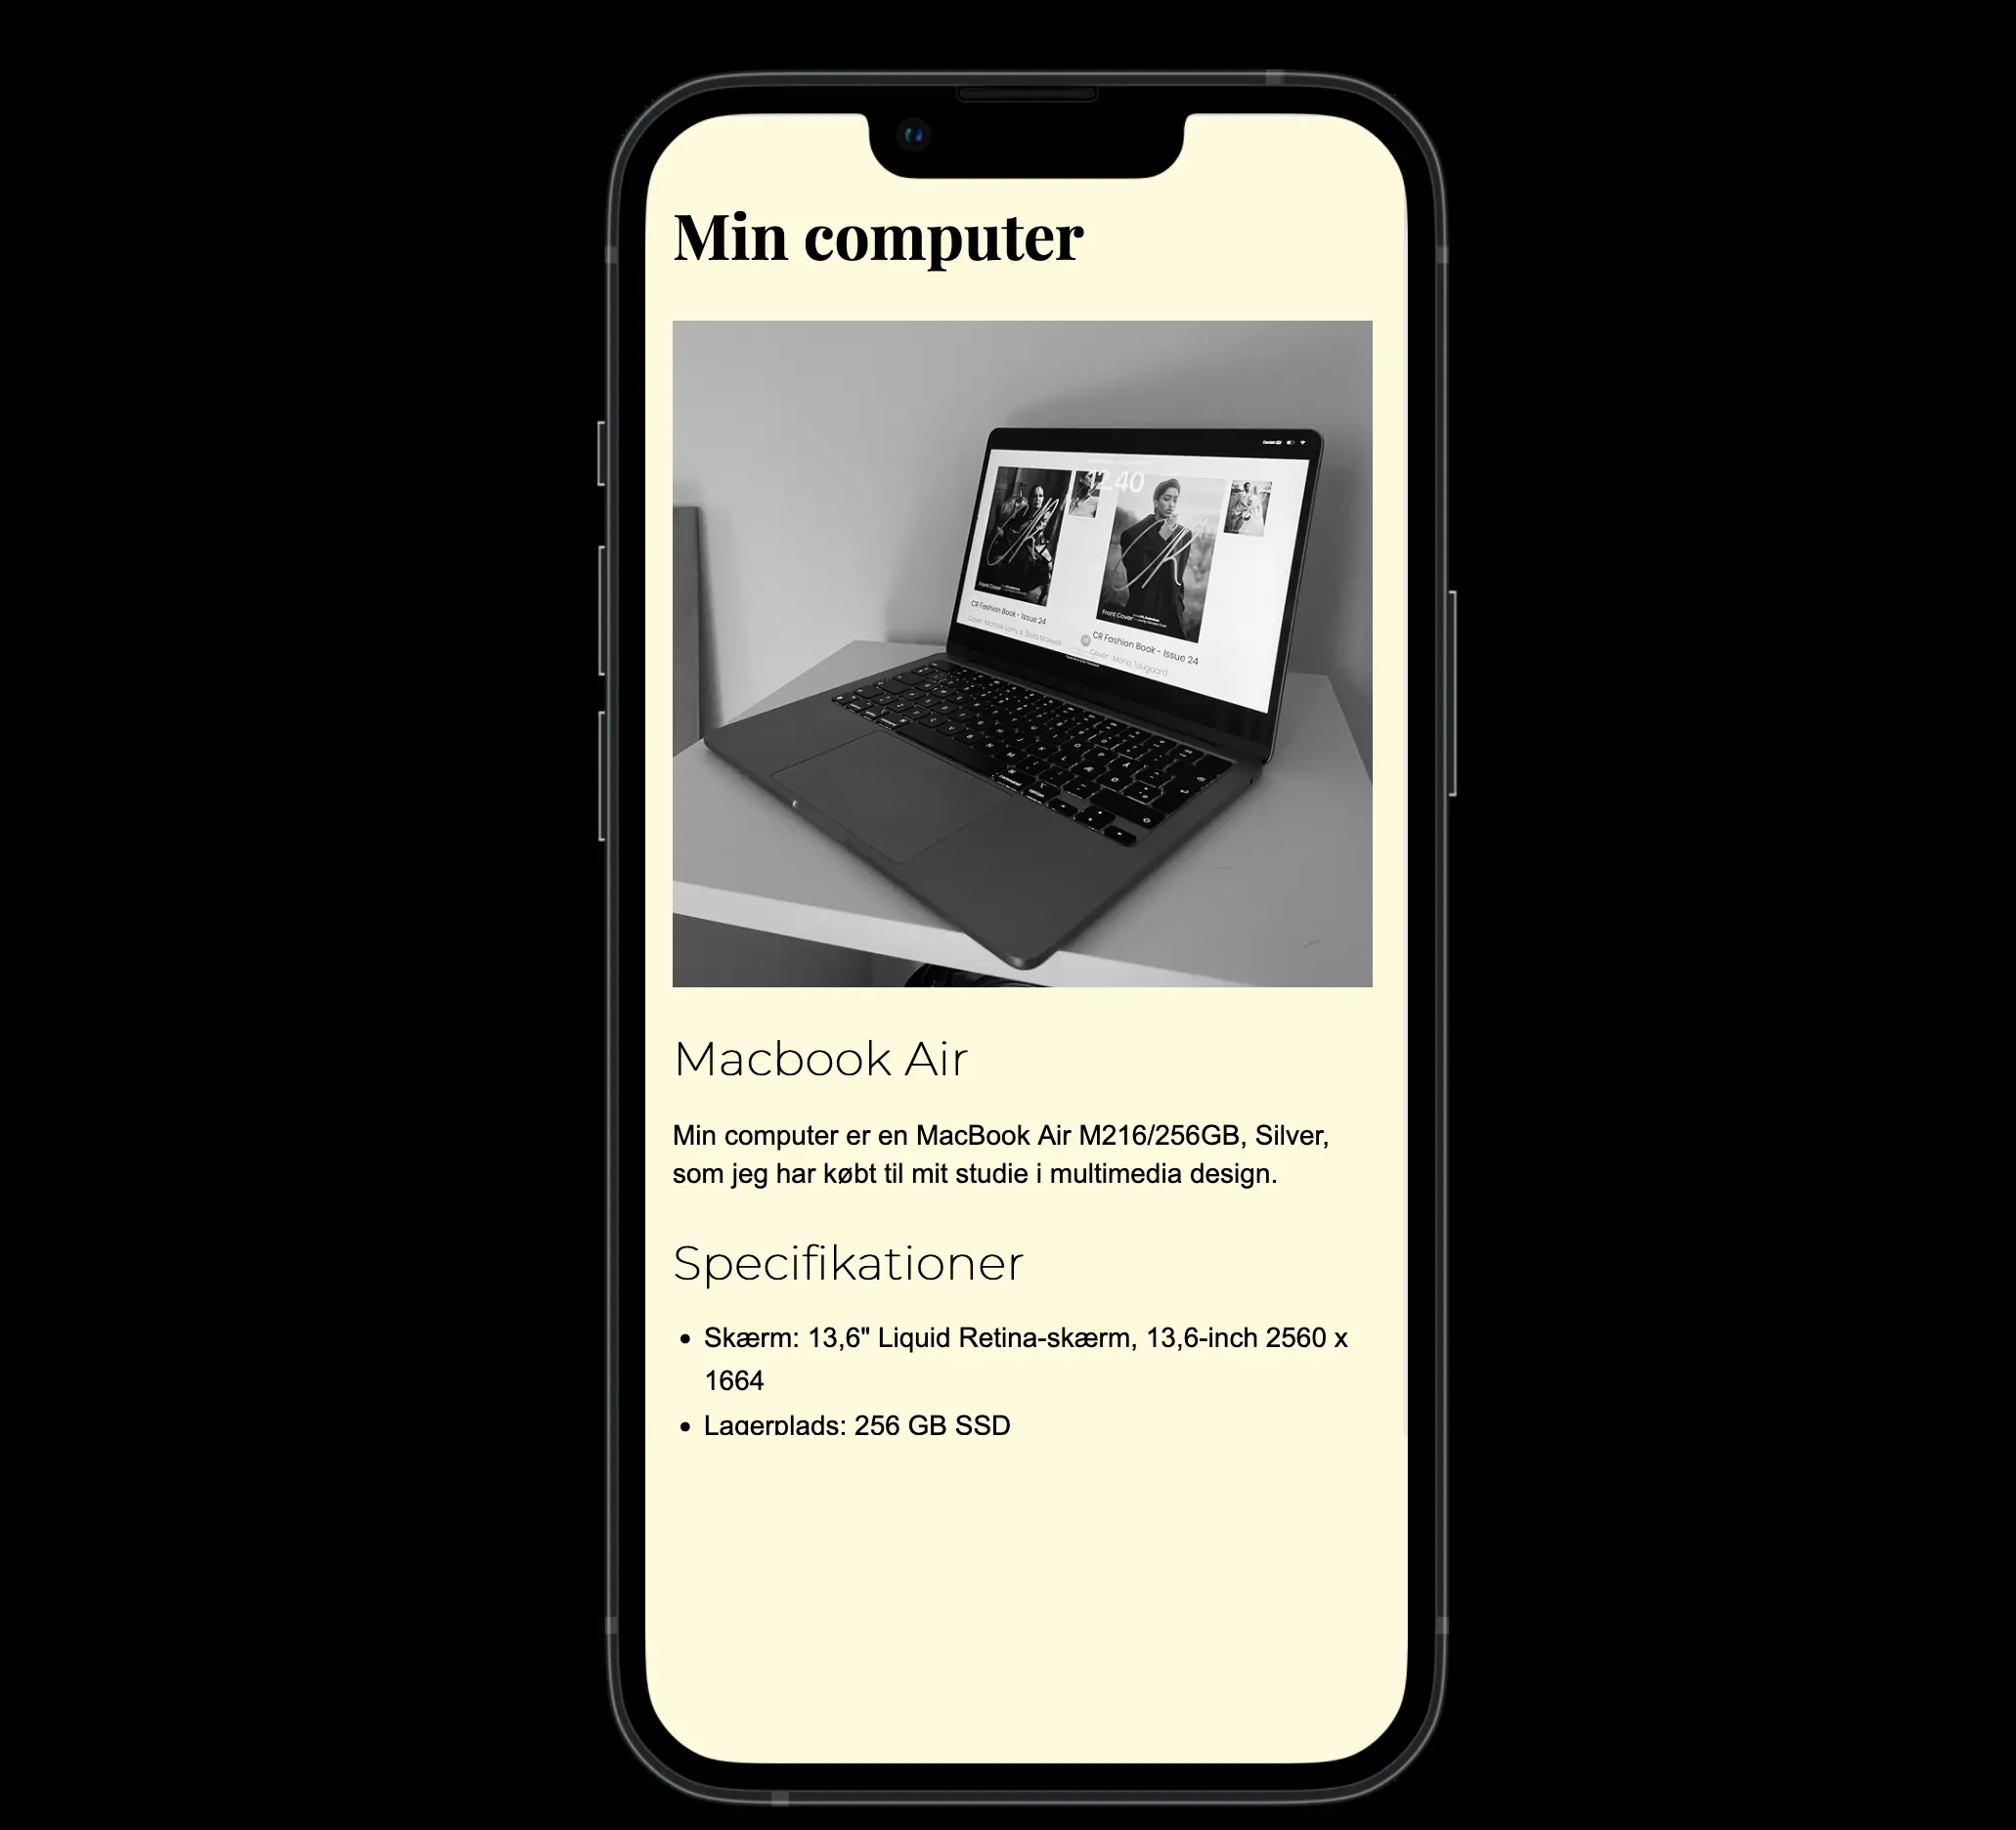 Min computer
12.40
Front Cover
Front Cover
CR Fashion Book - Issue 24
CR Fashion Book - Issue 24
Cover: Maria Tougaard
Macbook Air
Min computer er en MacBook Air M216/256GB, Silver,
som jeg har købt til mit studie i multimedia design.
Specifikationer
• Skærm: 13,6" Liquid Retina-skærm, 13,6-inch 2560 x
1664
• Lagerplads: 256 GB SSD